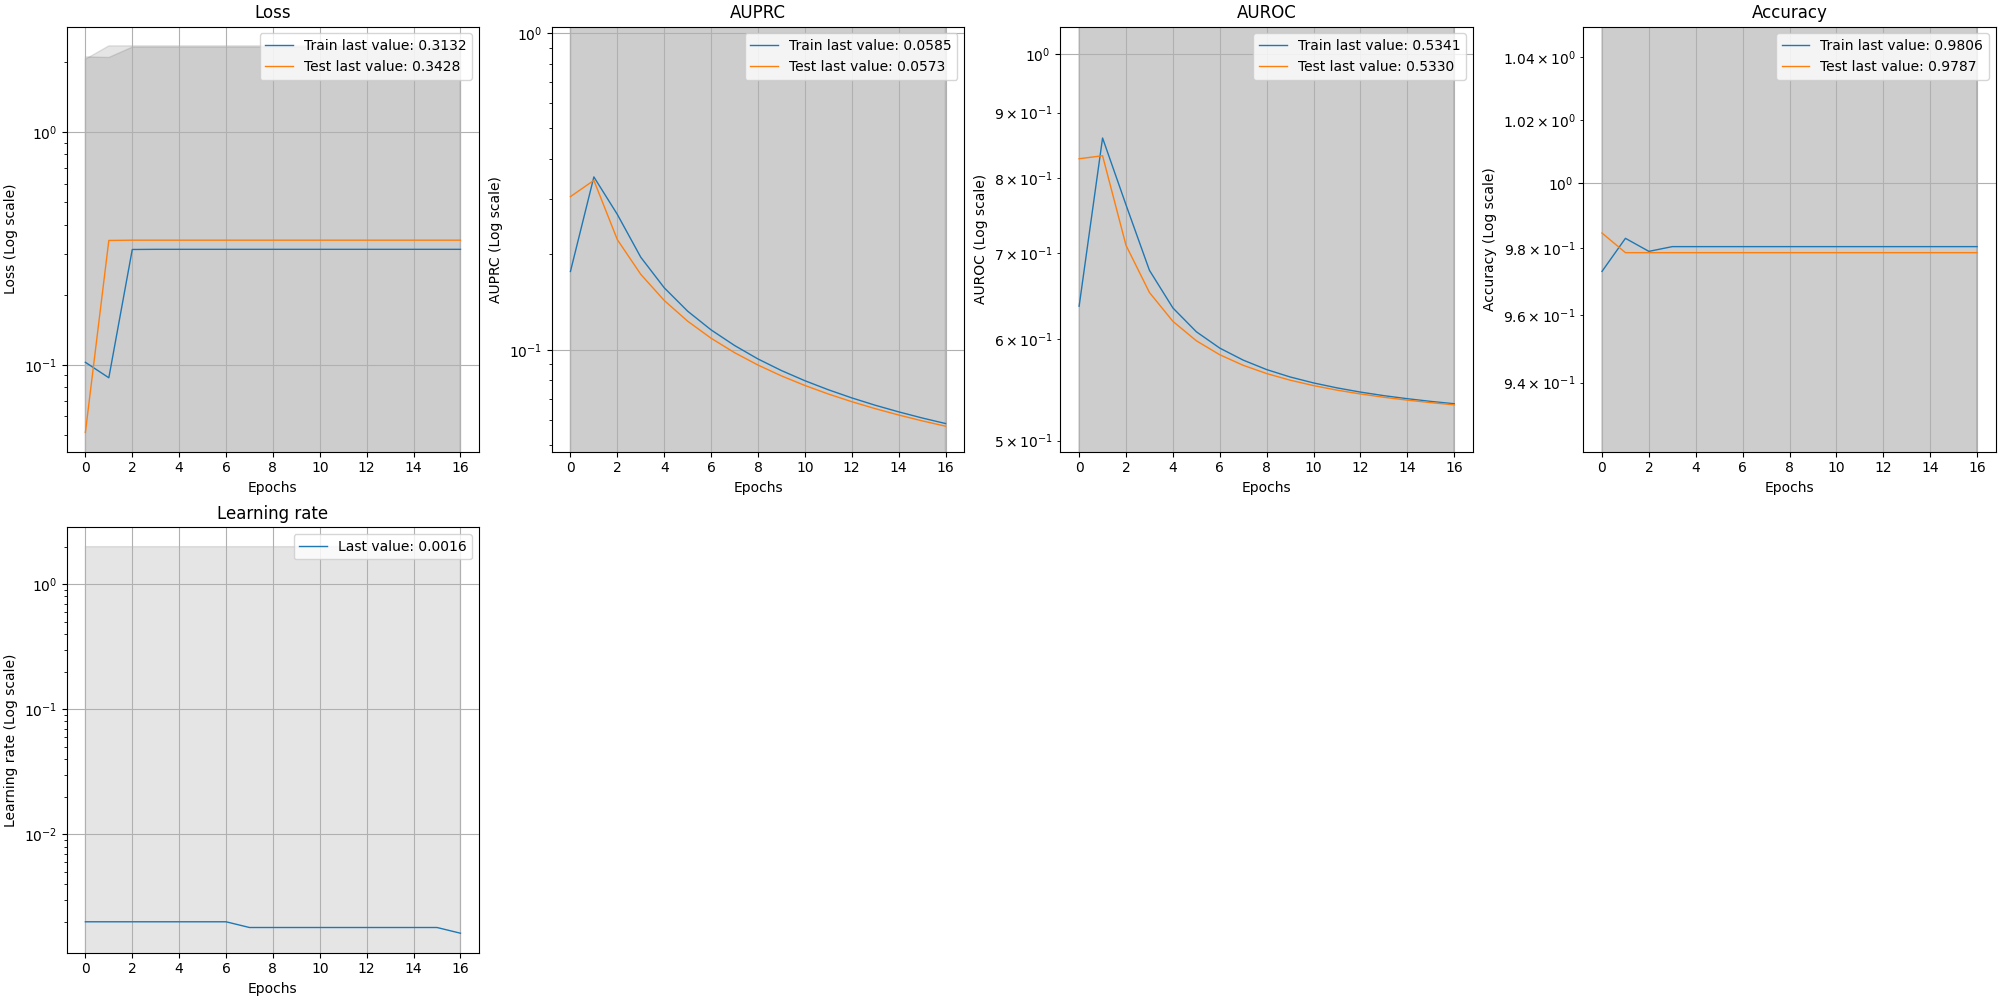 Loss
Train last value: 0.3132
Test last value: 0.3428
10⁰
10⁻¹
Loss (Log scale)
0 2 4 6 8 10 12 14 16
Epochs
AUPRC
Train last value: 0.0585
Test last value: 0.0573
10⁰
10⁻¹
AUPRC (Log scale)
0 2 4 6 8 10 12 14 16
Epochs
AUROC
Train last value: 0.5341
Test last value: 0.5330
10⁰
9 × 10⁻¹
8 × 10⁻¹
7 × 10⁻¹
6 × 10⁻¹
5 × 10⁻¹
AUROC (Log scale)
0 2 4 6 8 10 12 14 16
Epochs
Accuracy
Train last value: 0.9806
Test last value: 0.9787
1.04 × 10⁰
1.02 × 10⁰
10⁰
9.8 × 10⁻¹
9.6 × 10⁻¹
9.4 × 10⁻¹
Accuracy (Log scale)
0 2 4 6 8 10 12 14 16
Epochs
Learning rate
Last value: 0.0016
10⁰
10⁻¹
10⁻²
Learning rate (Log scale)
0 2 4 6 8 10 12 14 16
Epochs